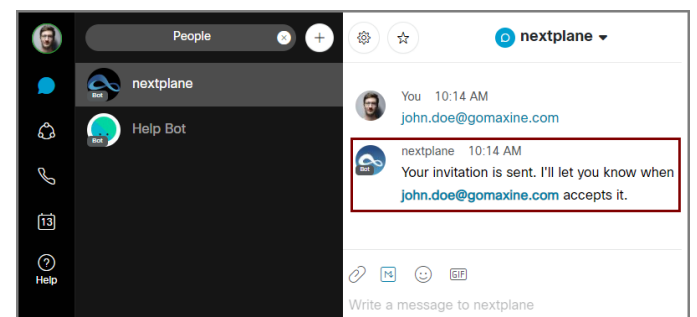 People
nextplane
Bot
Help Bot
Bot
13
Help
nextplane
You 10:14 AM
john.doe@gomaxine.com
nextplane 10:14 AM
Bot
Your invitation is sent. I'll let you know when
john.doe@gomaxine.com accepts it.
M
GIF
Write a message to nextplane